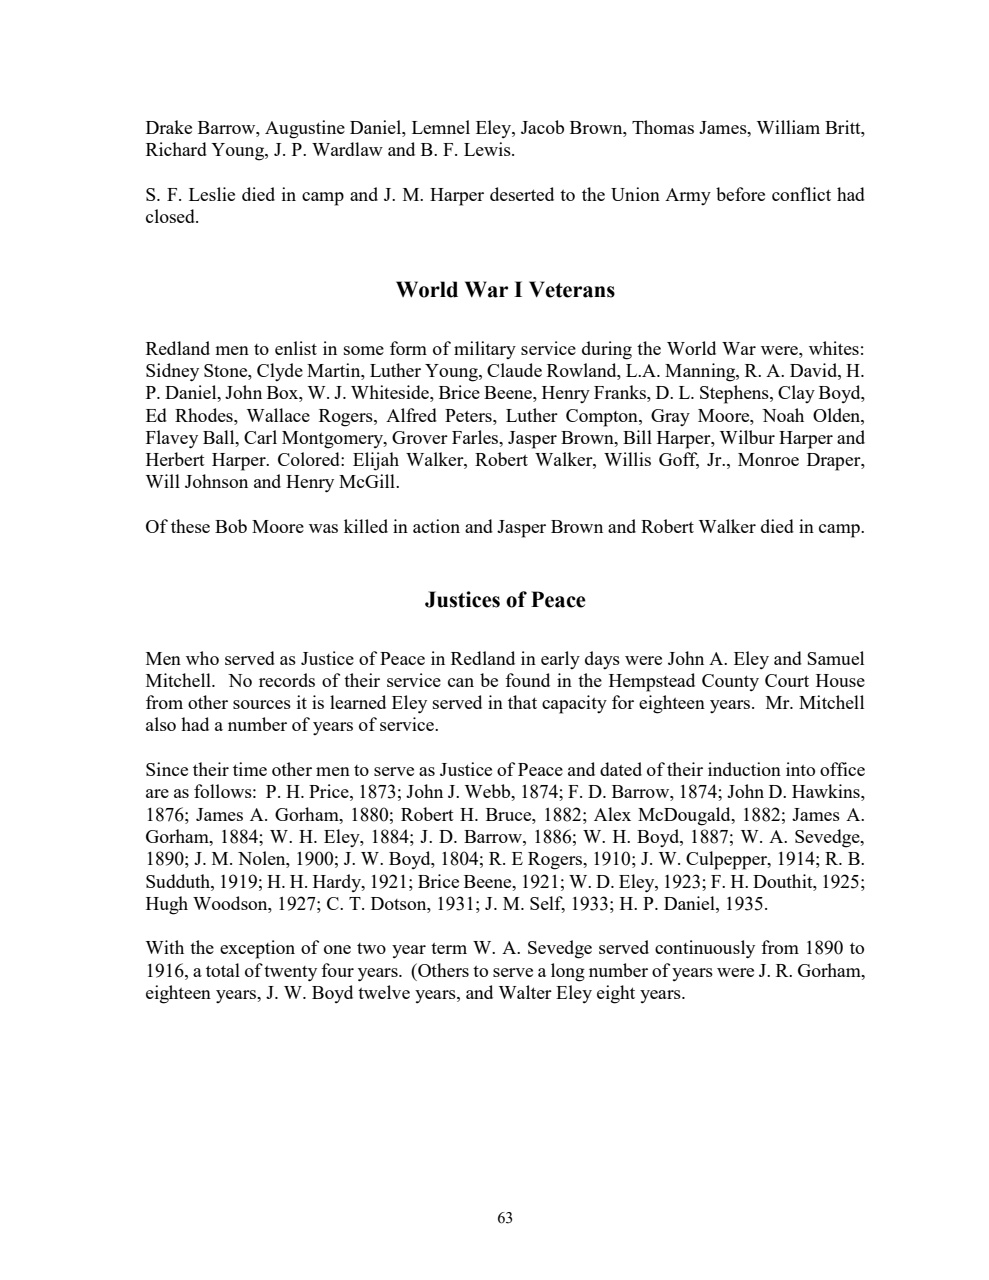 Drake Barrow, Augustine Daniel, Lemnel Eley, Jacob Brown, Thomas James, William Britt,
Richard Young, J. P. Wardlaw and B. F. Lewis.
S. F. Leslie died in camp and J. M. Harper deserted to the Union Army before conflict had
closed.
World War I Veterans
Redland men to enlist in some form of military service during the World War were, whites:
Sidney Stone, Clyde Martin, Luther Young, Claude Rowland, L.A. Manning, R. A. David, H.
P. Daniel, John Box, W. J. Whiteside, Brice Beene, Henry Franks, D. L. Stephens, Clay Boyd,
Ed Rhodes, Wallace Rogers, Alfred Peters, Luther Compton, Gray Moore, Noah Olden,
Flavey Ball, Carl Montgomery, Grover Farles, Jasper Brown, Bill Harper, Wilbur Harper and
Herbert Harper. Colored: Elijah Walker, Robert Walker, Willis Goff, Jr., Monroe Draper,
Will Johnson and Henry McGill.
Of these Bob Moore was killed in action and Jasper Brown and Robert Walker died in camp.
Justices of Peace
Men who served as Justice of Peace in Redland in early days were John A. Eley and Samuel
Mitchell.  No records of their service can be found in the Hempstead County Court House
from other sources it is learned Eley served in that capacity for eighteen years.  Mr. Mitchell
also had a number of years of service.
Since their time other men to serve as Justice of Peace and dated of their induction into office
are as follows:  P. H. Price, 1873; John J. Webb, 1874; F. D. Barrow, 1874; John D. Hawkins,
1876; James A. Gorham, 1880; Robert H. Bruce, 1882; Alex McDougald, 1882; James A.
Gorham, 1884; W. H. Eley, 1884; J. D. Barrow, 1886; W. H. Boyd, 1887; W. A. Sevedge,
1890; J. M. Nolen, 1900; J. W. Boyd, 1804; R. E Rogers, 1910; J. W. Culpepper, 1914; R. B.
Sudduth, 1919; H. H. Hardy, 1921; Brice Beene, 1921; W. D. Eley, 1923; F. H. Douthit, 1925;
Hugh Woodson, 1927; C. T. Dotson, 1931; J. M. Self, 1933; H. P. Daniel, 1935.
With the exception of one two year term W. A. Sevedge served continuously from 1890 to
1916, a total of twenty four years.  (Others to serve a long number of years were J. R. Gorham,
eighteen years, J. W. Boyd twelve years, and Walter Eley eight years.
63